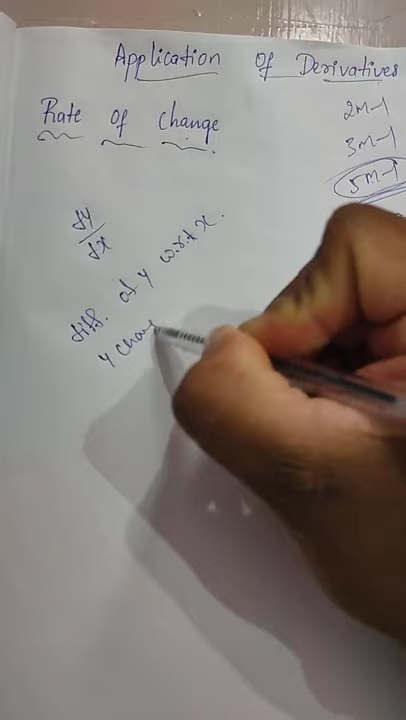 Application Of Derivatives
Rate Of Change
2M-1
3M-1
5M-1
dy/dx
diff. of y w.r.t x.
y chan